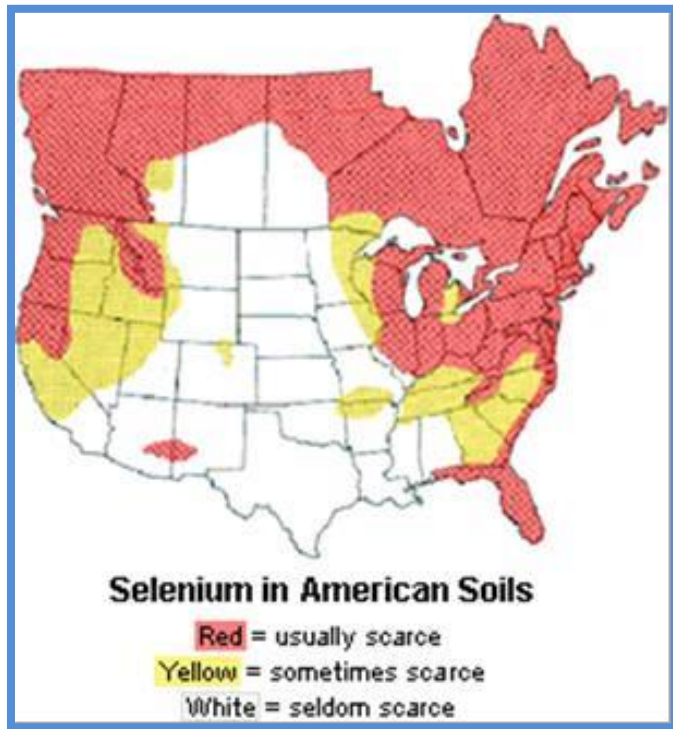 Selenium in American Soils
Red = usually scarce
Yellow = sometimes scarce
White = seldom scarce